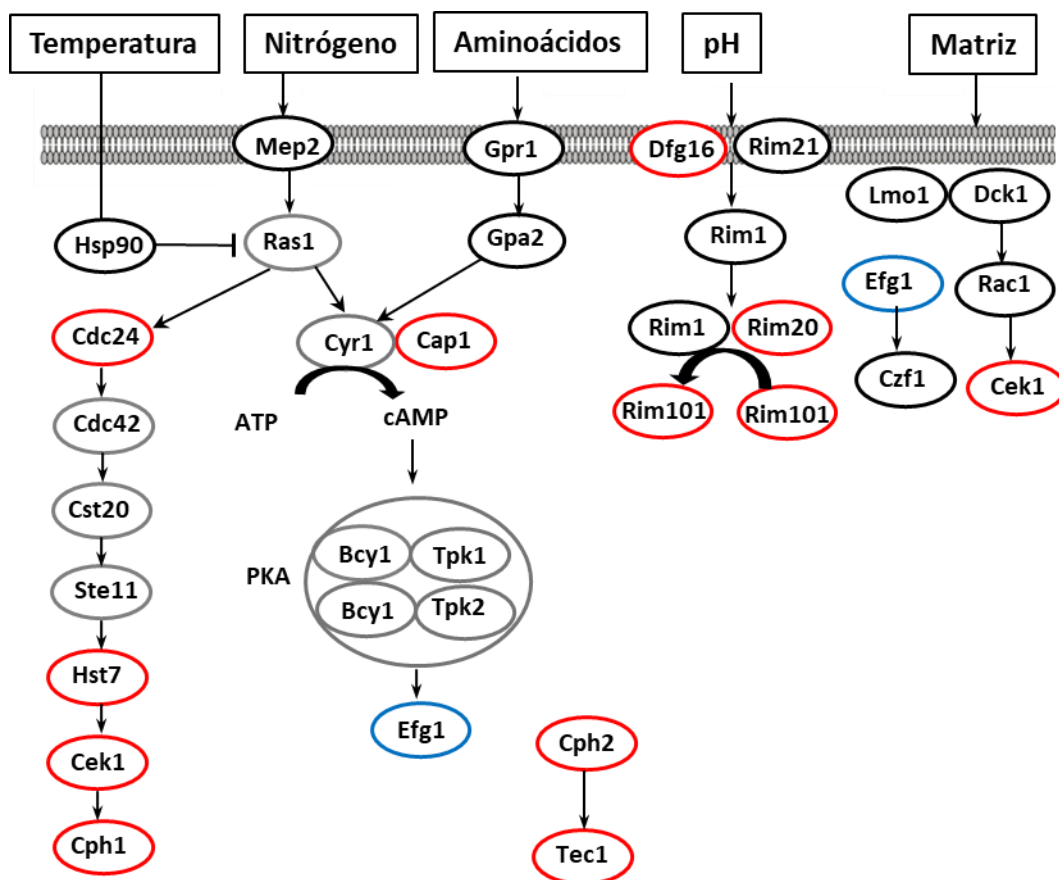 Temperatura
Nitrógeno
Aminoácidos
pH
Matriz
Mep2
Gpr1
Dfg16
Rim21
Lmo1
Dck1
Hsp90
Ras1
Gpa2
Rim1
Efg1
Rac1
Cdc24
Cyr1
Cap1
Rim1
Rim20
Czf1
Cek1
Rim101
Rim101
ATP
cAMP
Cdc42
Cst20
Bcy1
Tpk1
PKA
Ste11
Bcy1
Tpk2
Hst7
Efg1
Cph2
Cek1
Cph1
Tec1